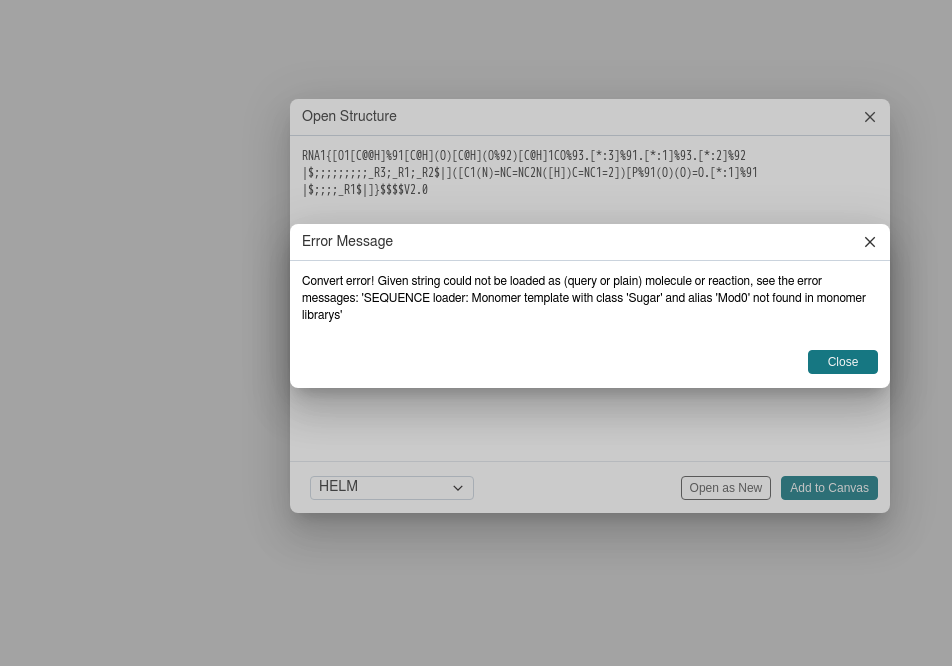 Open Structure
RNA1{[O1[C@@H]%91[C@H](O)[C@H](O%92)[C@H]1CO%93.[*:3]%91.[*:1]%93.[*:2]%92
|$;;;;;;;;;_R3;_R1;_R2$|]([C1(N)=NC=NC2N([H])C=NC1=2])[P%91(O)(O)=O.[*:1]%91
|$;;;;_R1$|]}$$$$V2.0
Error Message
Convert error! Given string could not be loaded as (query or plain) molecule or reaction, see the error
messages: 'SEQUENCE loader: Monomer template with class 'Sugar' and alias 'Mod0' not found in monomer
librarys'
Close
HELM
Open as New
Add to Canvas